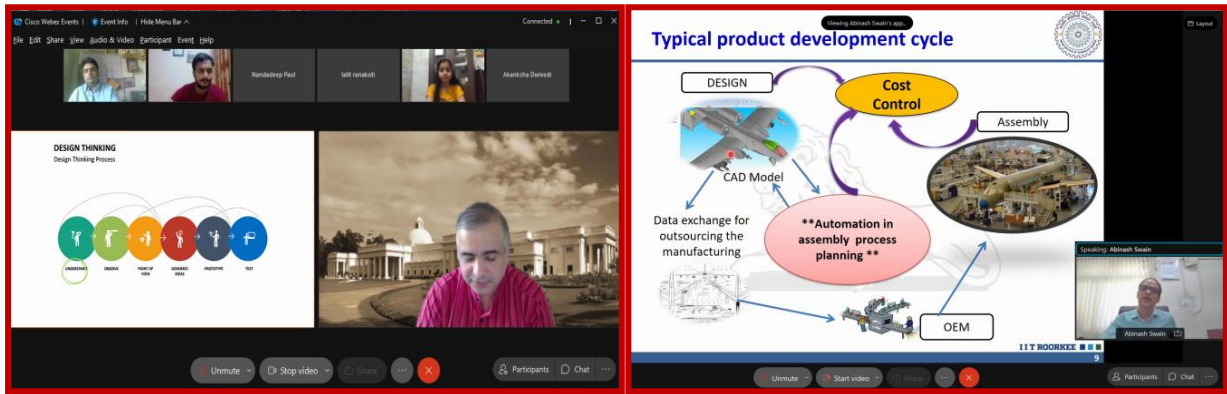 Cisco Webex Events
Event Info
Hide Menu Bar
Connected
File Edit Share View Audio & Video Participant Event Help
Nandadeep Paul
lalit ranakoti
Akanksha Dwivedi
DESIGN THINKING
Design Thinking Process
UNDERSTAND
OBSERVE
POINT OF
VIEW
GENERATE
IDEAS
PROTOTYPE
TEST
Unmute
Stop video
Share
Participants
Chat
Viewing Abinash Swain's app...
Layout
Typical product development cycle
DESIGN
Cost
Control
Assembly
CAD Model
Data exchange for
outsourcing the
manufacturing
**Automation in
assembly process
planning **
OEM
Speaking: Abinash Swain
Abinash Swain
I I T ROORKEE
9
Unmute
Start video
Share
Participants
Chat